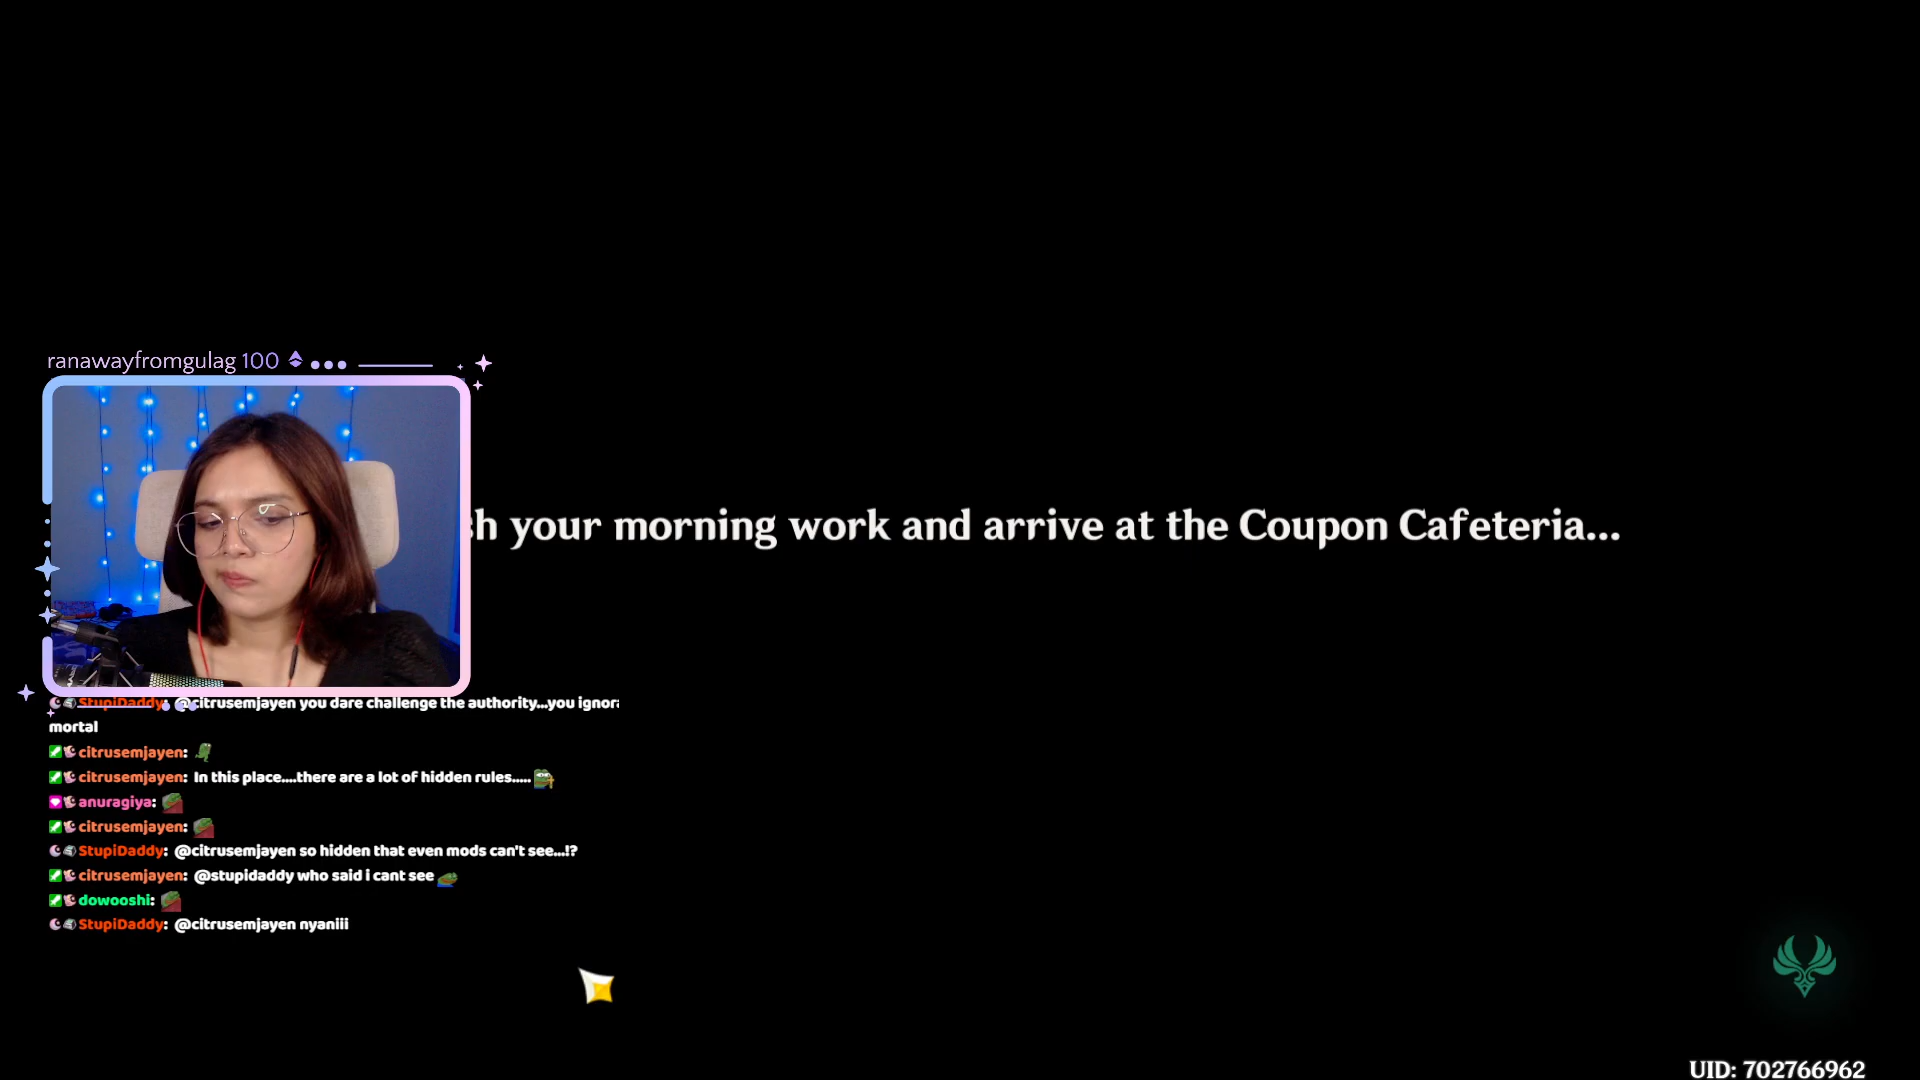 ranawayfromgulag 100
your morning work and arrive at the Coupon Cafeteria...
StupiDaddy: @citrusemjayen you dare challenge the authority...you
mortal
citrusemjayen:
citrusemjayen: In this place....there are a lot of hidden rules.....
anuragiya:
citrusemjayen:
StupiDaddy: @citrusemjayen so hidden that even mods can't see...!?
citrusemjayen: @stupidaddy who said i cant see
dowooshi:
StupiDaddy: @citrusemjayen nyaniii
UID: 702766962